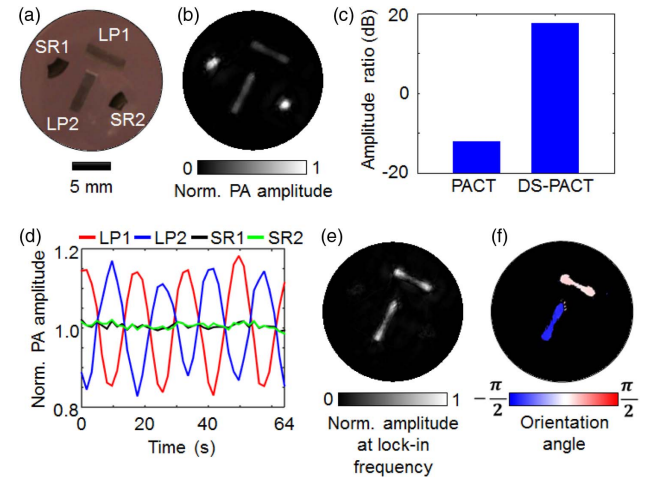 (a)
SR1
LP1
LP2
SR2
5 mm
(b)
0
1
Norm. PA amplitude
(c)
Amplitude ratio (dB)
20
0
-20
PACT
DS-PACT
(d)
LP1
LP2
SR1
SR2
Norm. PA amplitude
1.2
1.0
0.8
0
20
40
64
Time (s)
(e)
0
1
Norm. amplitude
at lock-in
frequency
(f)
−π/2
π/2
Orientation
angle